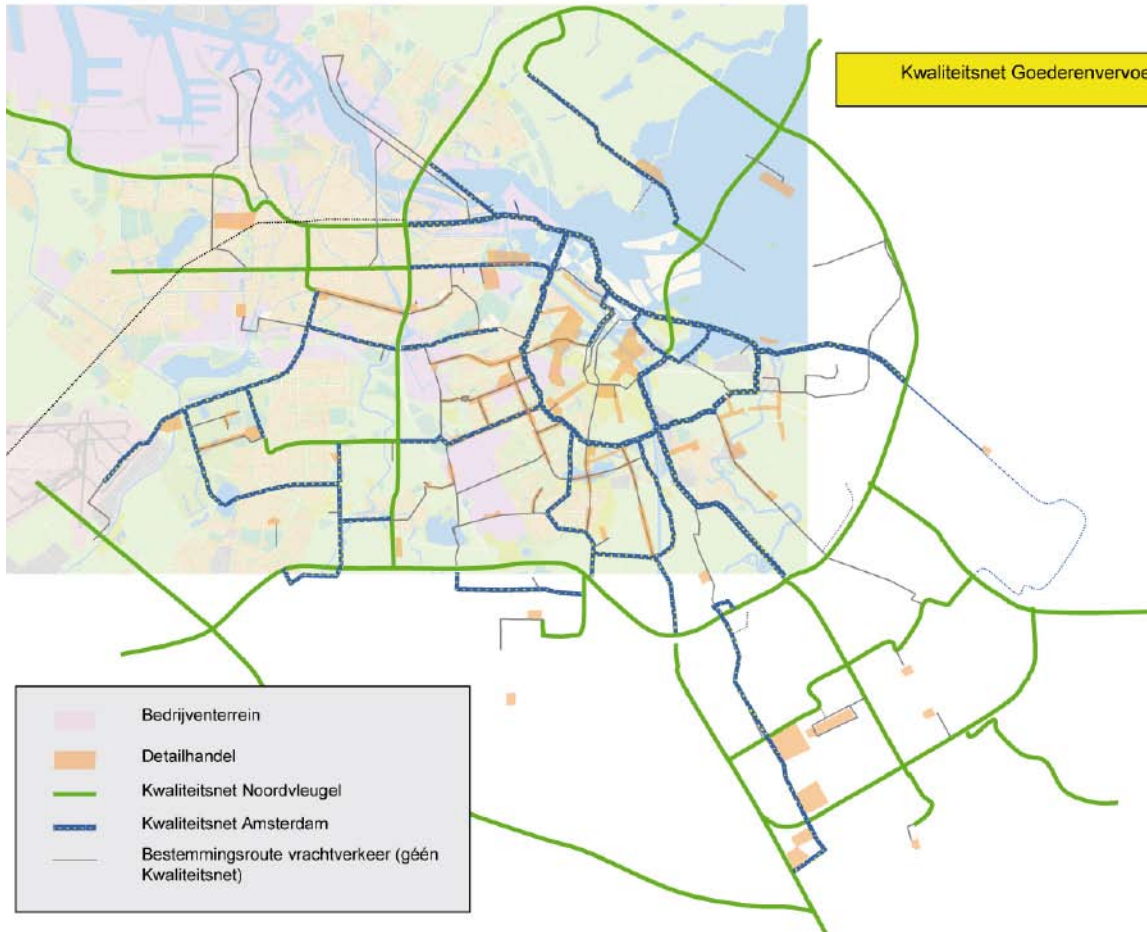 Kwaliteitsnet Goederenvervoe
Bedrijventerrein
Detailhandel
Kwaliteitsnet Noordvleugel
Kwaliteitsnet Amsterdam
Bestemmingsroute vrachtverkeer (géén
Kwaliteitsnet)